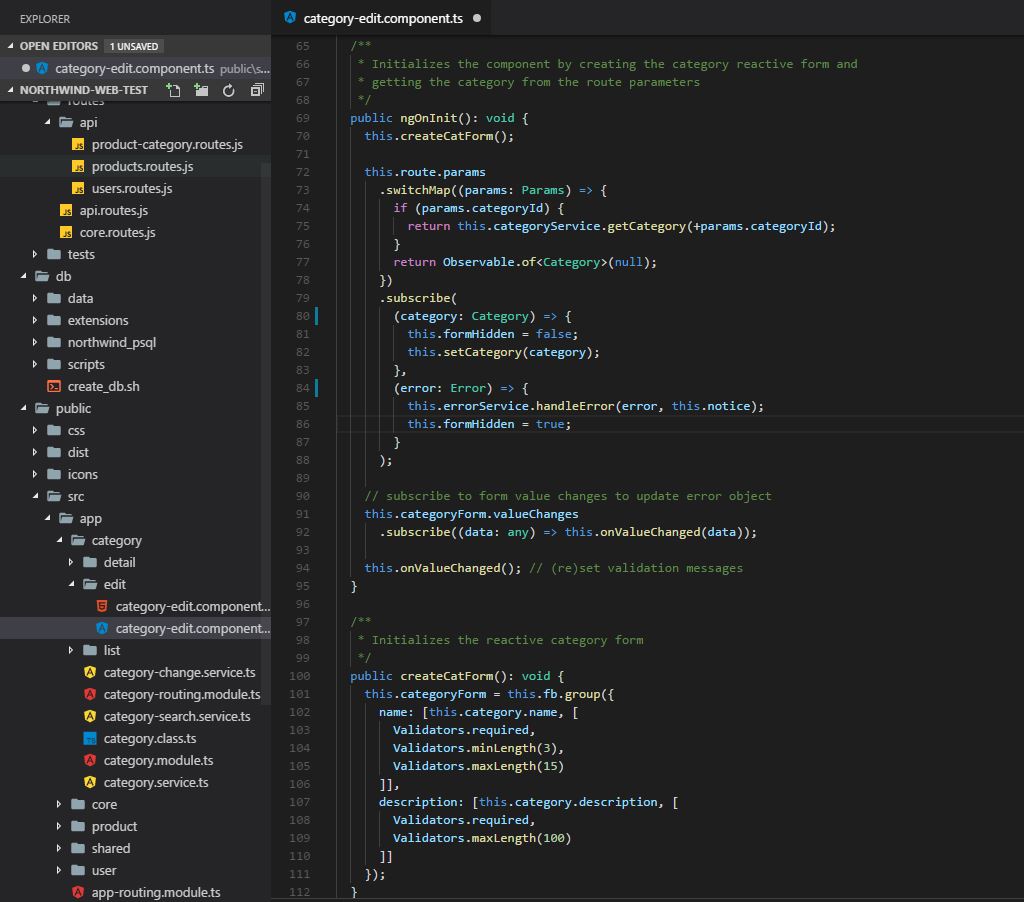 EXPLORER
OPEN EDITORS 1 UNSAVED
category-edit.component.ts public\s...
NORTHWIND-WEB-TEST
routes
api
product-category.routes.js
products.routes.js
users.routes.js
api.routes.js
core.routes.js
tests
db
data
extensions
northwind_psql
scripts
create_db.sh
public
css
dist
icons
src
app
category
detail
edit
category-edit.component...
category-edit.component...
list
category-change.service.ts
category-routing.module.ts
category-search.service.ts
category.class.ts
category.module.ts
category.service.ts
core
product
shared
user
app-routing.module.ts
category-edit.component.ts
65 /**
66 * Initializes the component by creating the category reactive form and
67 * getting the category from the route parameters
68 */
69 public ngOnInit(): void {
70 this.createCatForm();
71
72 this.route.params
73 .switchMap((params: Params) => {
74 if (params.categoryId) {
75 return this.categoryService.getCategory(+params.categoryId);
76 }
77 return Observable.of<Category>(null);
78 })
79 .subscribe(
80 (category: Category) => {
81 this.formHidden = false;
82 this.setCategory(category);
83 },
84 (error: Error) => {
85 this.errorService.handleError(error, this.notice);
86 this.formHidden = true;
87 }
88 );
89
90 // subscribe to form value changes to update error object
91 this.categoryForm.valueChanges
92 .subscribe((data: any) => this.onValueChanged(data));
93
94 this.onValueChanged(); // (re)set validation messages
95 }
96
97 /**
98 * Initializes the reactive category form
99 */
100 public createCatForm(): void {
101 this.categoryForm = this.fb.group({
102 name: [this.category.name, [
103 Validators.required,
104 Validators.minLength(3),
105 Validators.maxLength(15)
106 ]],
107 description: [this.category.description, [
108 Validators.required,
109 Validators.maxLength(100)
110 ]]
111 });
112 }